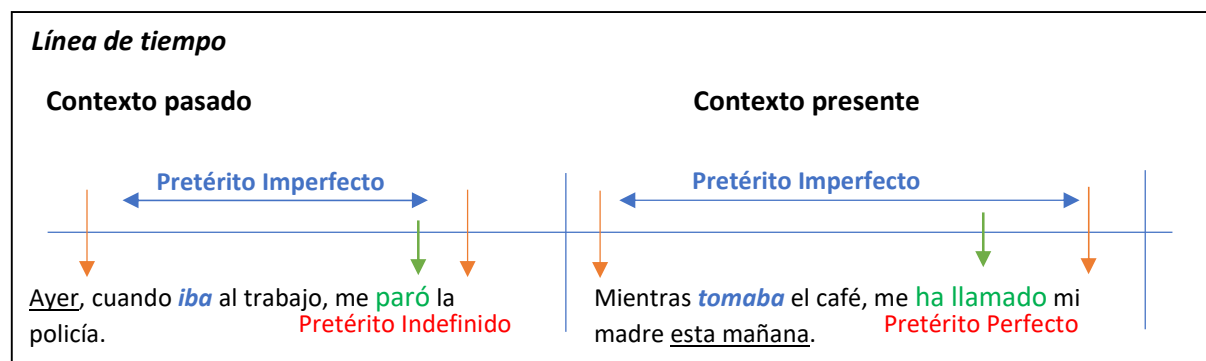 Línea de tiempo
Contexto pasado
Contexto presente
Pretérito Imperfecto
Pretérito Imperfecto
Ayer, cuando iba al trabajo, me paró la
policía.
Pretérito Indefinido
Mientras tomaba el café, me ha llamado mi
madre esta mañana.
Pretérito Perfecto